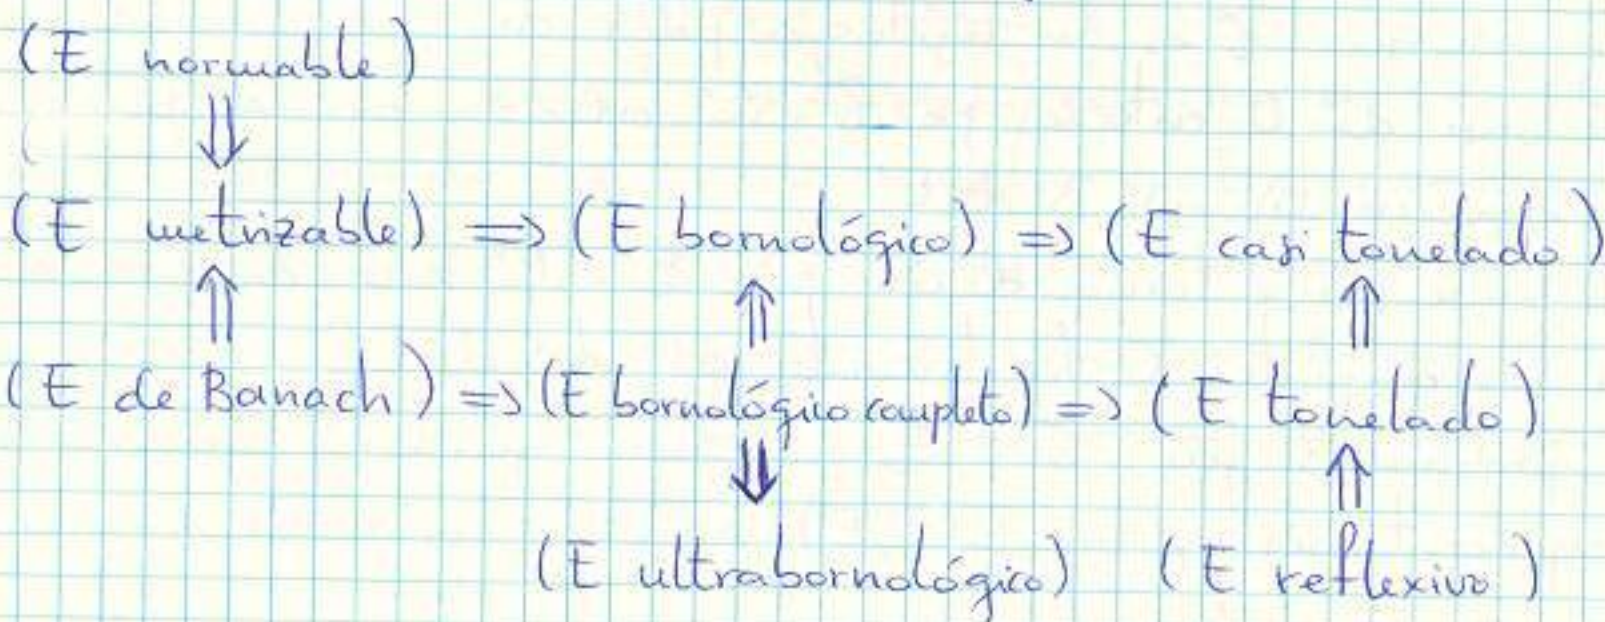 (E normable)
⇓
(E metrizable) => (E bornológico) => (E casi tonelado)
⇑ ⇑ ⇑
(E de Banach) => (E bornológico completo) => (E tonelado)
⇓ ⇑
(E ultrabornológico) (E reflexivo)